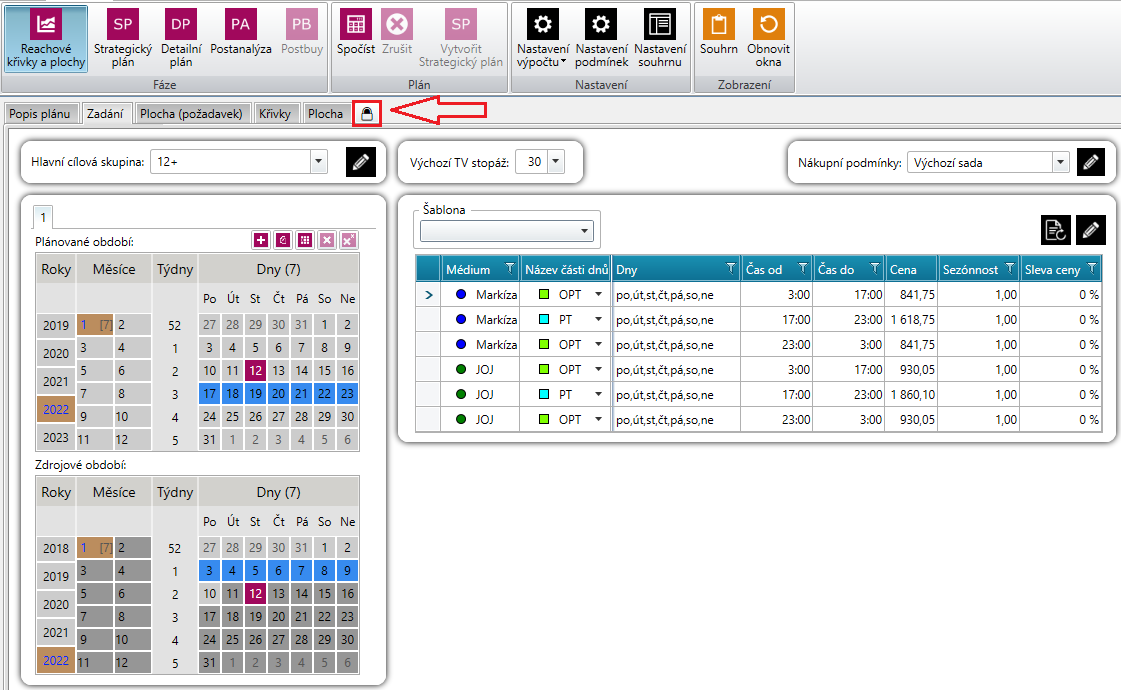 SP DP PA PB SP
Reachové křivky a plochy
Strategický plán
Detailní plán
Postanalýza
Postbuy
Fáze
Spočíst
Zrušit
Vytvořit Strategický plán
Plán
Nastavení výpočtu
Nastavení podmínek
Nastavení souhrnu
Nastavení
Souhrn
Obnovit okna
Zobrazení
Popis plánu Zadání Plocha (požadavek) Křivky Plocha
Hlavní cílová skupina: 12+
Výchozí TV stopáž: 30
Nákupní podmínky: Výchozí sada
1
Plánované období:
Roky Měsíce Týdny Dny (7)
Po Út St Čt Pá So Ne
2019 1 [7] 2 52 27 28 29 30 31 1 2
2020 3 4 1 3 4 5 6 7 8 9
2021 5 6 2 10 11 12 13 14 15 16
2022 7 8 3 17 18 19 20 21 22 23
2023 9 10 4 24 25 26 27 28 29 30
11 12 5 31 1 2 3 4 5 6
Zdrojové období:
Roky Měsíce Týdny Dny (7)
Po Út St Čt Pá So Ne
2018 1 [7] 2 52 27 28 29 30 31 1 2
2019 3 4 1 3 4 5 6 7 8 9
2020 5 6 2 10 11 12 13 14 15 16
2021 7 8 3 17 18 19 20 21 22 23
2022 9 10 4 24 25 26 27 28 29 30
11 12 5 31 1 2 3 4 5 6
Šablona
Médium Název části dnů Dny Čas od Čas do Cena Sezónnost Sleva ceny
Markíza OPT po,út,st,čt,pá,so,ne 3:00 17:00 841,75 1,00 0 %
Markíza PT po,út,st,čt,pá,so,ne 17:00 23:00 1 618,75 1,00 0 %
Markíza OPT po,út,st,čt,pá,so,ne 23:00 3:00 841,75 1,00 0 %
JOJ OPT po,út,st,čt,pá,so,ne 3:00 17:00 930,05 1,00 0 %
JOJ PT po,út,st,čt,pá,so,ne 17:00 23:00 1 860,10 1,00 0 %
JOJ OPT po,út,st,čt,pá,so,ne 23:00 3:00 930,05 1,00 0 %